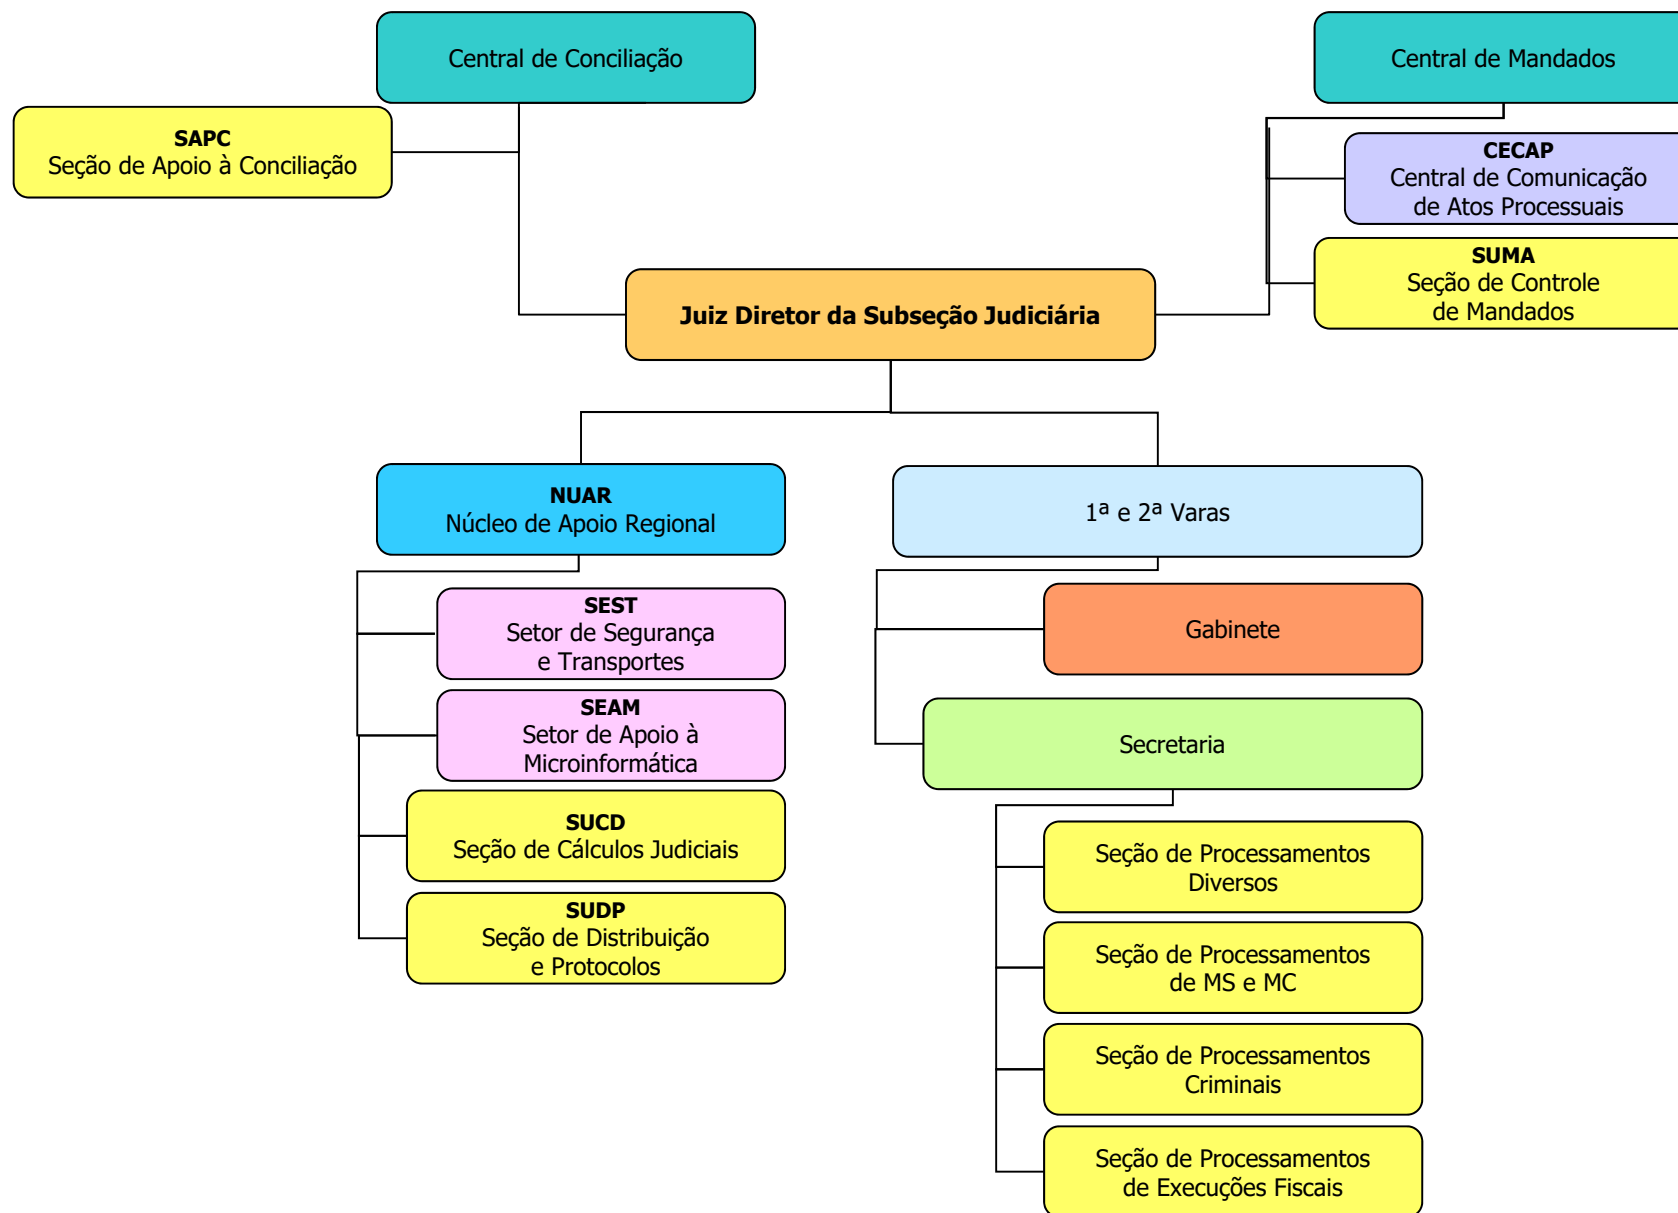 Central de Conciliação
Central de Mandados
SAPC
Seção de Apoio à Conciliação
CECAP
Central de Comunicação
de Atos Processuais
SUMA
Seção de Controle
de Mandados
Juiz Diretor da Subseção Judiciária
NUAR
Núcleo de Apoio Regional
SEST
Setor de Segurança
e Transportes
SEAM
Setor de Apoio à
Microinformática
SUCD
Seção de Cálculos Judiciais
SUDP
Seção de Distribuição
e Protocolos
1ª e 2ª Varas
Gabinete
Secretaria
Seção de Processamentos
Diversos
Seção de Processamentos
de MS e MC
Seção de Processamentos
Criminais
Seção de Processamentos
de Execuções Fiscais